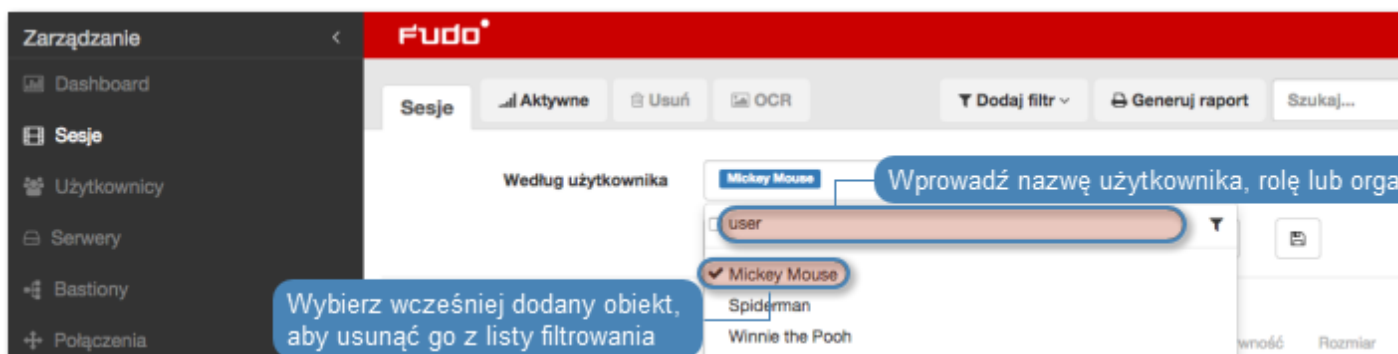 Zarządzanie
Fudo
Dashboard
Sesje
Użytkownicy
Serwery
Bastiony
Połączenia
Sesje
Aktywne
Usuń
OCR
Dodaj filtr
Generuj raport
Szukaj...
Według użytkownika
Mickey Mouse
Wprowadź nazwę użytkownika, rolę lub orga
user
Mickey Mouse
Spiderman
Winnie the Pooh
Wybierz wcześniej dodany obiekt,
aby usunąć go z listy filtrowania
wność
Rozmiar